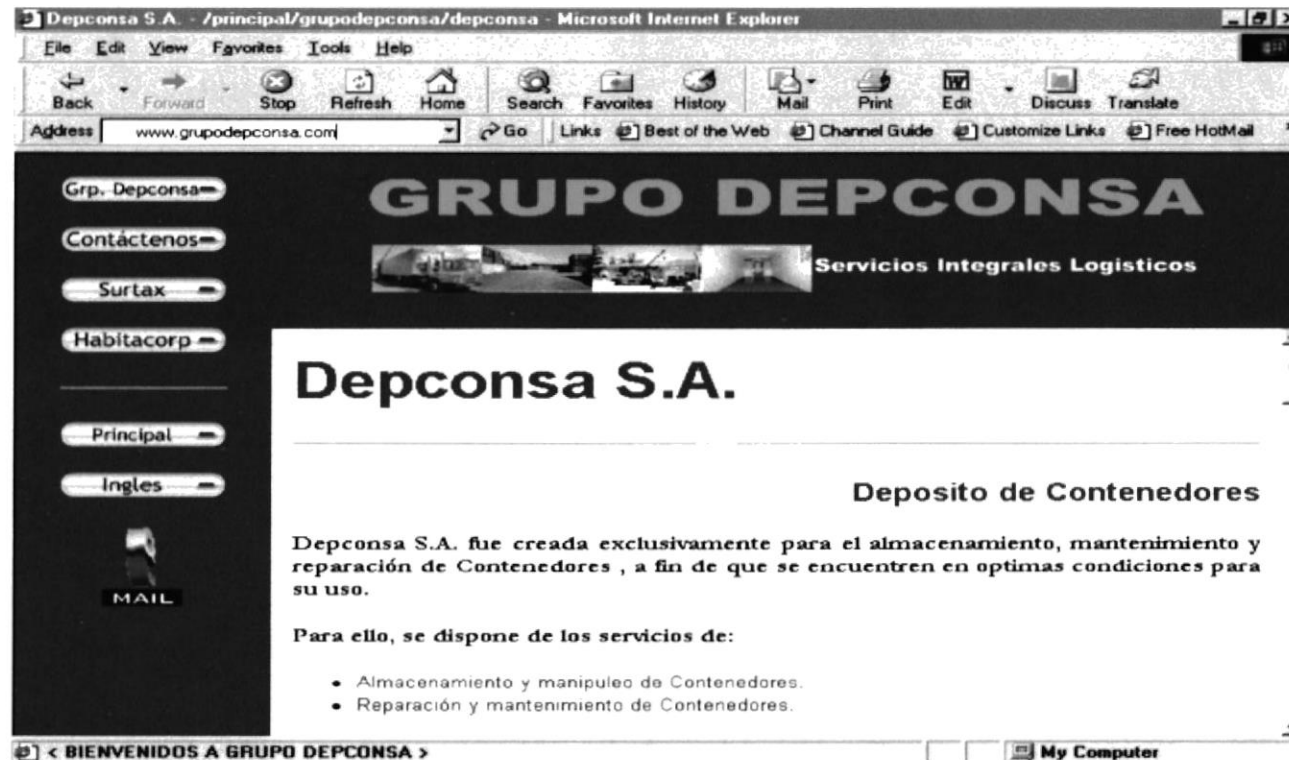 Depconsa S.A. - /principal/grupodepconsa/depconsa - Microsoft Internet Explorer
File Edit View Favorites Tools Help
Back Forward Stop Refresh Home Search Favorites History Mail Print Edit Discuss Translate
Address www.grupodepconsa.com Go Links Best of the Web Channel Guide Customize Links Free HotMail
Grp. Depconsa
Contáctenos
Surtax
Habitacorp
Principal
Ingles
MAIL
GRUPO DEPCONSA
Servicios Integrales Logisticos
Depconsa S.A.
Deposito de Contenedores
Depconsa S.A. fue creada exclusivamente para el almacenamiento, mantenimiento y
reparación de Contenedores , a fin de que se encuentren en optimas condiciones para
su uso.
Para ello, se dispone de los servicios de:
• Almacenamiento y manipuleo de Contenedores.
• Reparación y mantenimiento de Contenedores.
< BIENVENIDOS A GRUPO DEPCONSA >
My Computer